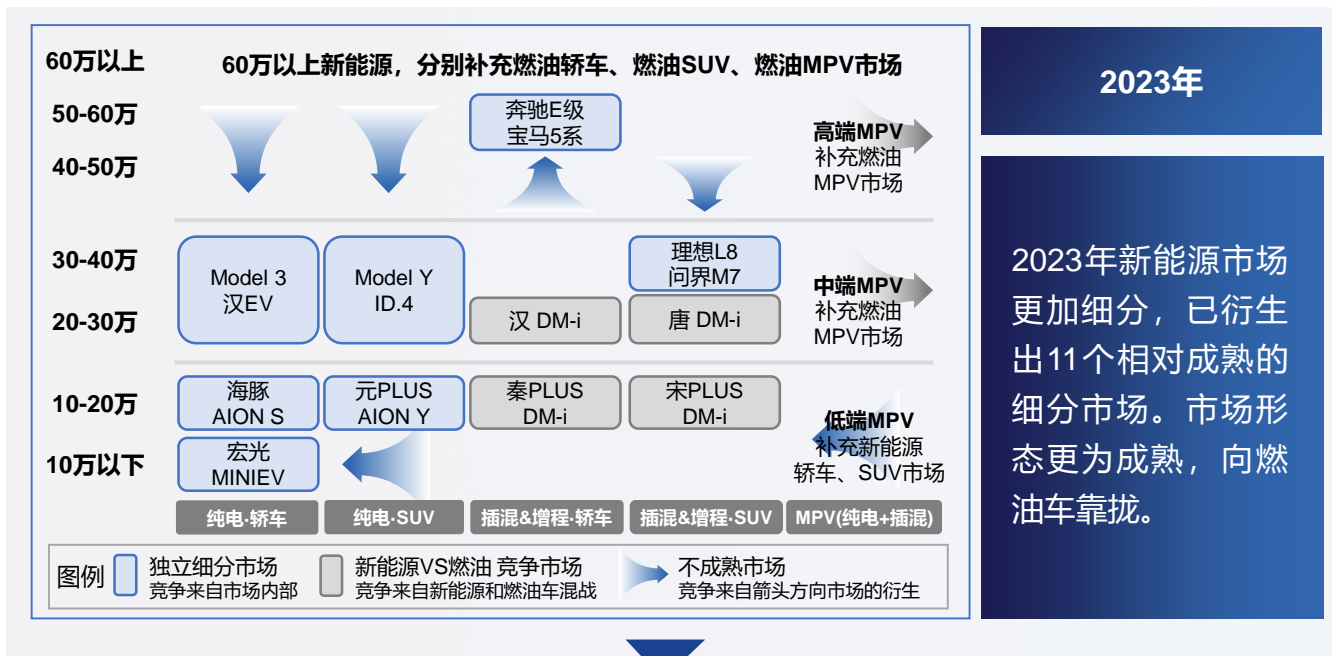 60万以上
60万以上新能源，分别补充燃油轿车、燃油SUV、燃油MPV市场
50-60万
奔驰E级
宝马5系
高端MPV
补充燃油
MPV市场
40-50万
30-40万
Model 3
汉EV
Model Y
ID.4
理想L8
问界M7
中端MPV
补充燃油
MPV市场
20-30万
汉 DM-i
唐 DM-i
10-20万
海豚
AION S
元PLUS
AION Y
秦PLUS
DM-i
宋PLUS
DM-i
低端MPV
补充新能源
轿车、SUV市场
10万以下
宏光
MINIEV
纯电·轿车
纯电·SUV
插混&增程·轿车
插混&增程·SUV
MPV(纯电+插混)
图例
独立细分市场
竞争来自市场内部
新能源VS燃油 竞争市场
竞争来自新能源和燃油车混战
不成熟市场
竞争来自箭头方向市场的衍生
2023年
2023年新能源市场
更加细分，已衍生
出11个相对成熟的
细分市场。市场形
态更为成熟，向燃
油车靠拢。